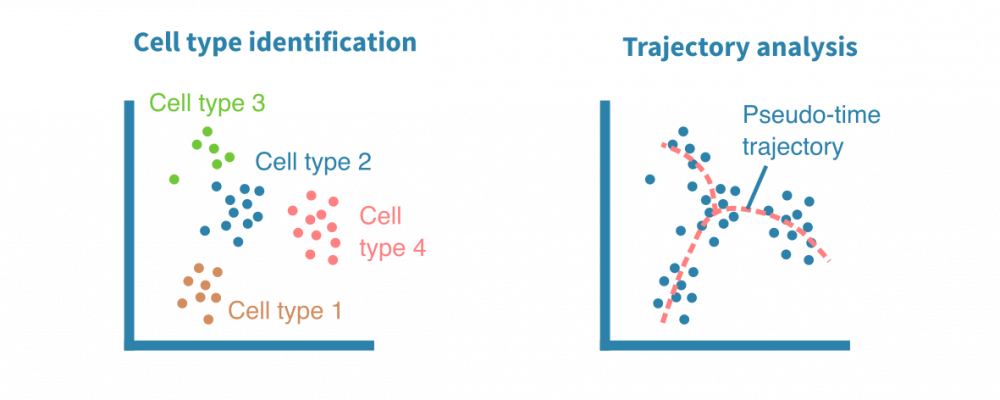 Cell type identification
Cell type 3
Cell type 2
Cell
type 4
Cell type 1
Trajectory analysis
Pseudo-time
trajectory